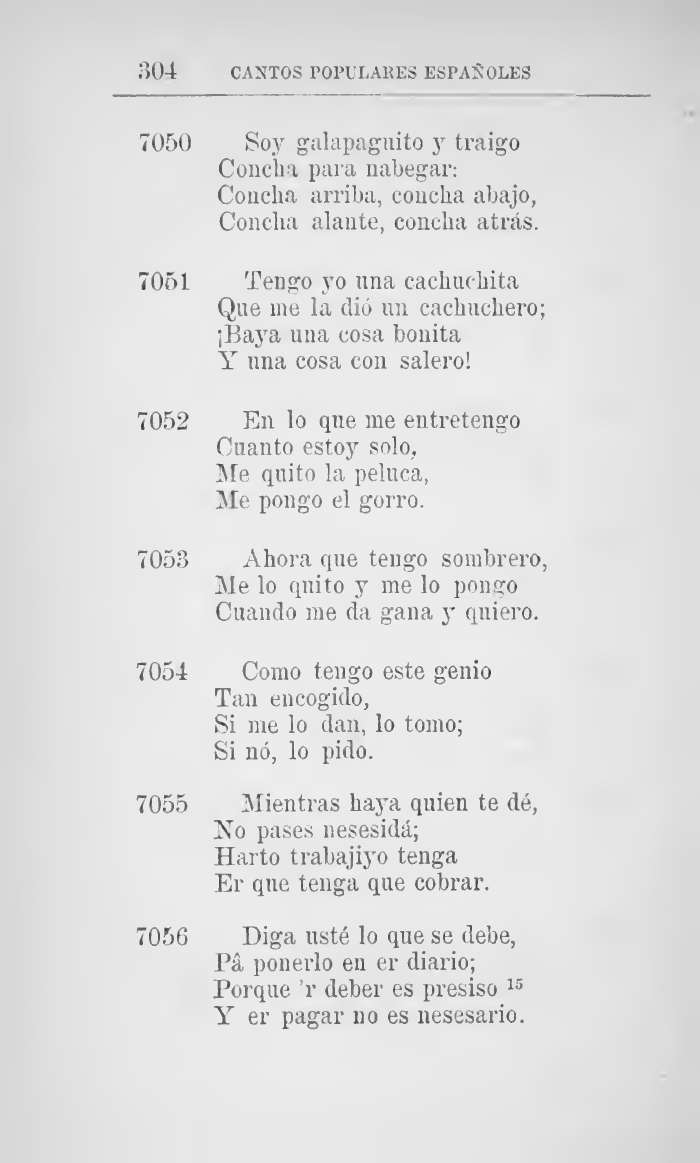 304 CANTOS POPULARES ESPAÑOLES
7050 Soy galapaguito y traigo
Concha para nabegar:
Concha arriba, concha abajo,
Concha alante, concha atrás.
7051 Tengo yo una cachuchita
Que me la dió un cachuchero;
¡Baya una cosa bonita
Y una cosa con salero!
7052 En lo que me entretengo
Cuanto estoy solo,
Me quito la peluca,
Me pongo el gorro.
7053 Ahora que tengo sombrero,
Me lo quito y me lo pongo
Cuando me da gana y quiero.
7054 Como tengo este genio
Tan encogido,
Si me lo dan, lo tomo;
Si nó, lo pido.
7055 Mientras haya quien te dé,
No pases nesesidá;
Harto trabajiyo tenga
Er que tenga que cobrar.
7056 Diga usté lo que se debe,
Pâ ponerlo en er diario;
Porque 'r deber es presiso 15
Y er pagar no es nesesario.